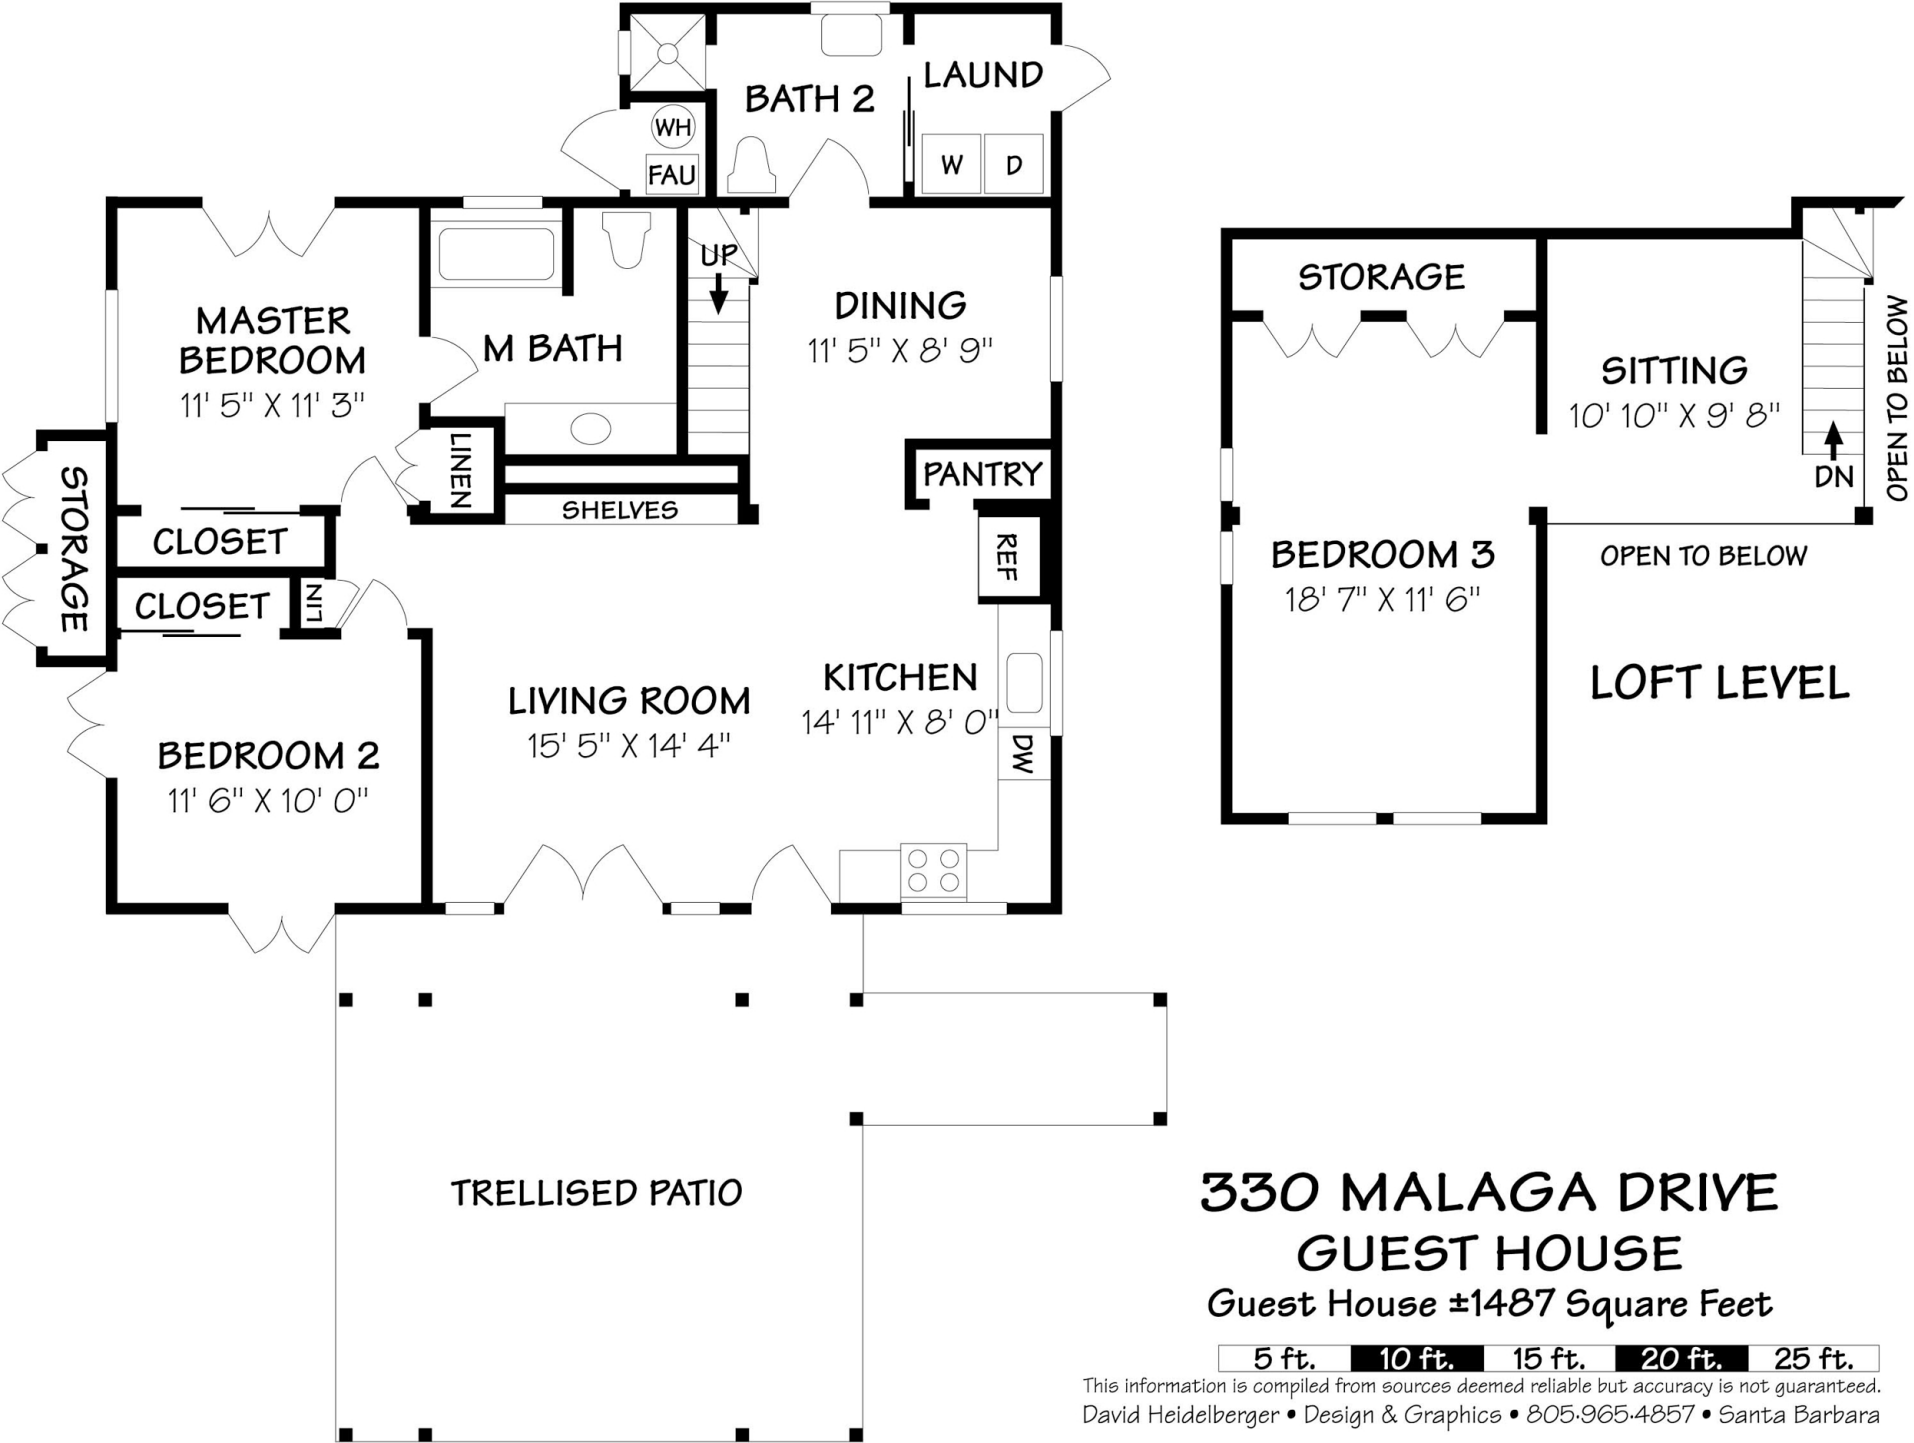 BATH 2
LAUND
WH
FAU
W
D
UP
MASTER
BEDROOM
11' 5" X 11' 3"
M BATH
DINING
11' 5" X 8' 9"
STORAGE
LINEN
SHELVES
PANTRY
CLOSET
CLOSET
LIN
REF
LIVING ROOM
15' 5" X 14' 4"
KITCHEN
14' 11" X 8' 0"
DW
BEDROOM 2
11' 6" X 10' 0"
TRELLISED PATIO
STORAGE
SITTING
10' 10" X 9' 8"
DN
OPEN TO BELOW
BEDROOM 3
18' 7" X 11' 6"
OPEN TO BELOW
LOFT LEVEL
330 MALAGA DRIVE
GUEST HOUSE
Guest House ±1487 Square Feet
5 ft. 10 ft. 15 ft. 20 ft. 25 ft.
This information is compiled from sources deemed reliable but accuracy is not guaranteed.
David Heidelberger • Design & Graphics • 805•965•4857 • Santa Barbara